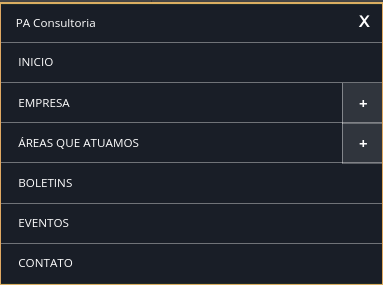 PA Consultoria X
INICIO
EMPRESA +
ÁREAS QUE ATUAMOS +
BOLETINS
EVENTOS
CONTATO